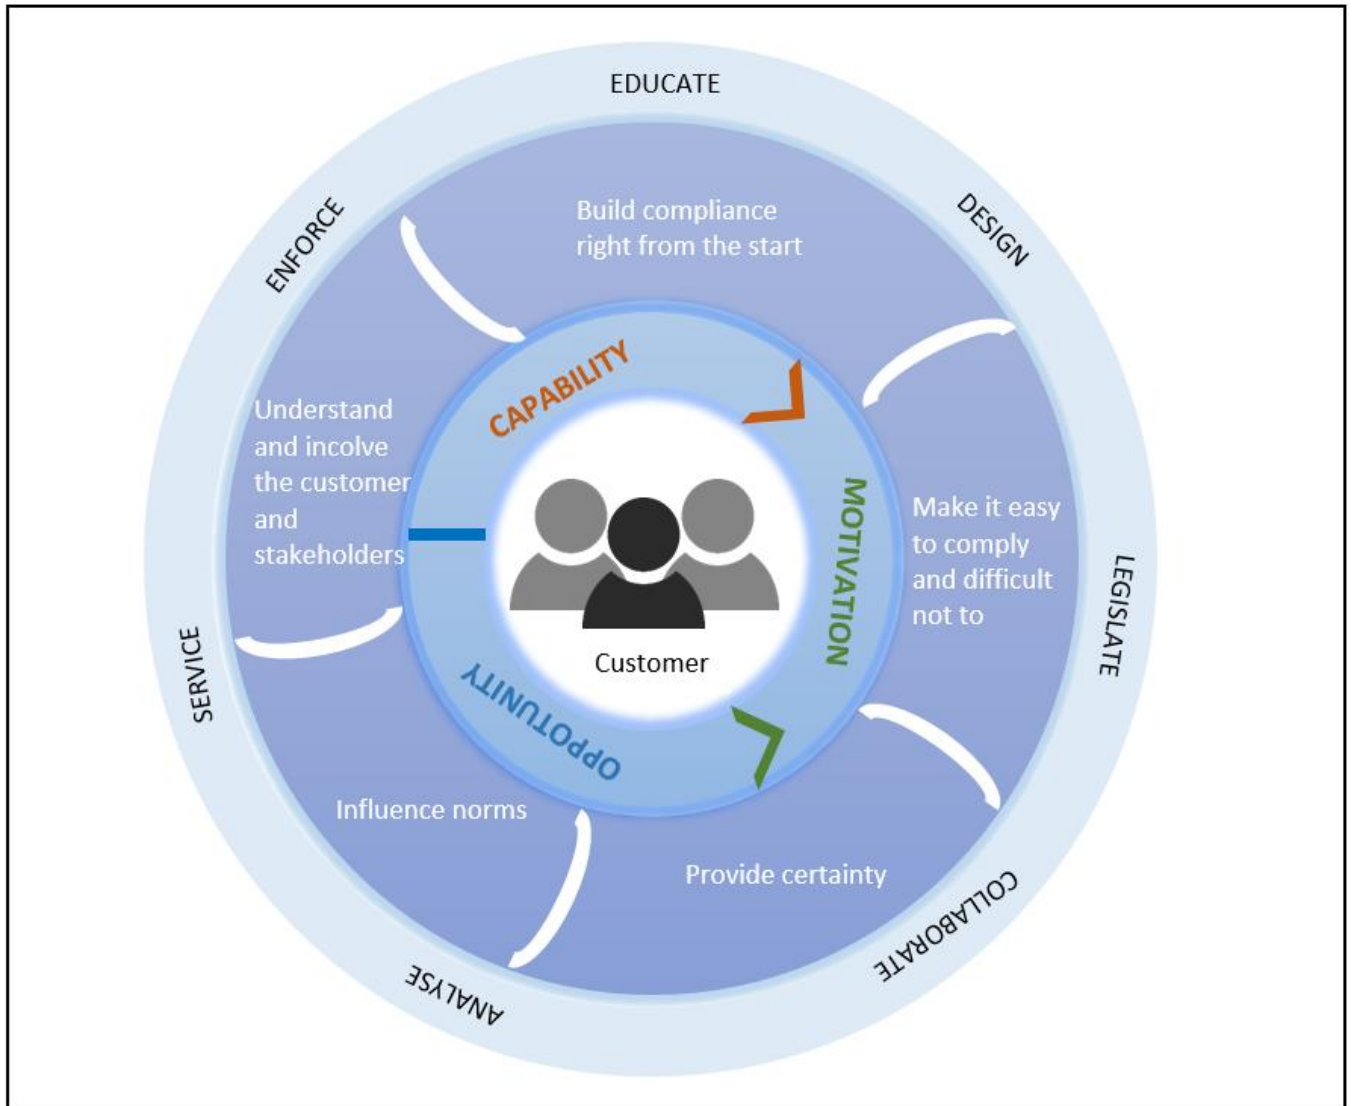 EDUCATE
DESIGN
LEGISLATE
COLLABORATE
ANALYSE
SERVICE
ENFORCE
Build compliance
right from the start
Make it easy
to comply
and difficult
not to
Provide certainty
Influence norms
Understand
and incolve
the customer
and
stakeholders
CAPABILITY
MOTIVATION
OPPOTUNITY
Customer